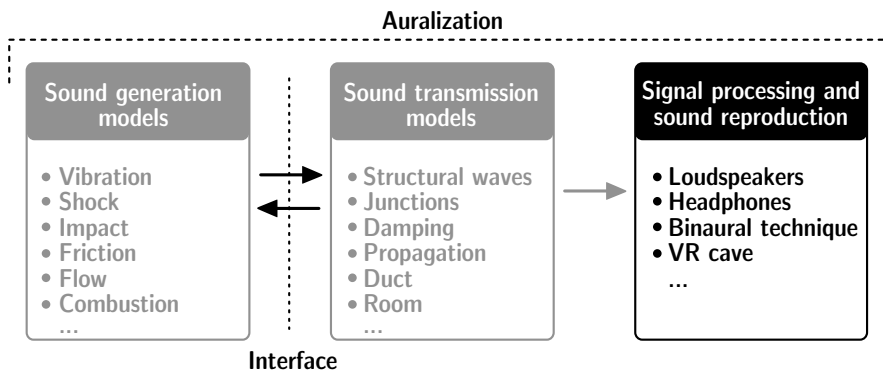 Auralization
Sound generation
models
• Vibration
• Shock
• Impact
• Friction
• Flow
• Combustion
...
Interface
Sound transmission
models
• Structural waves
• Junctions
• Damping
• Propagation
• Duct
• Room
...
Signal processing and
sound reproduction
• Loudspeakers
• Headphones
• Binaural technique
• VR cave
...